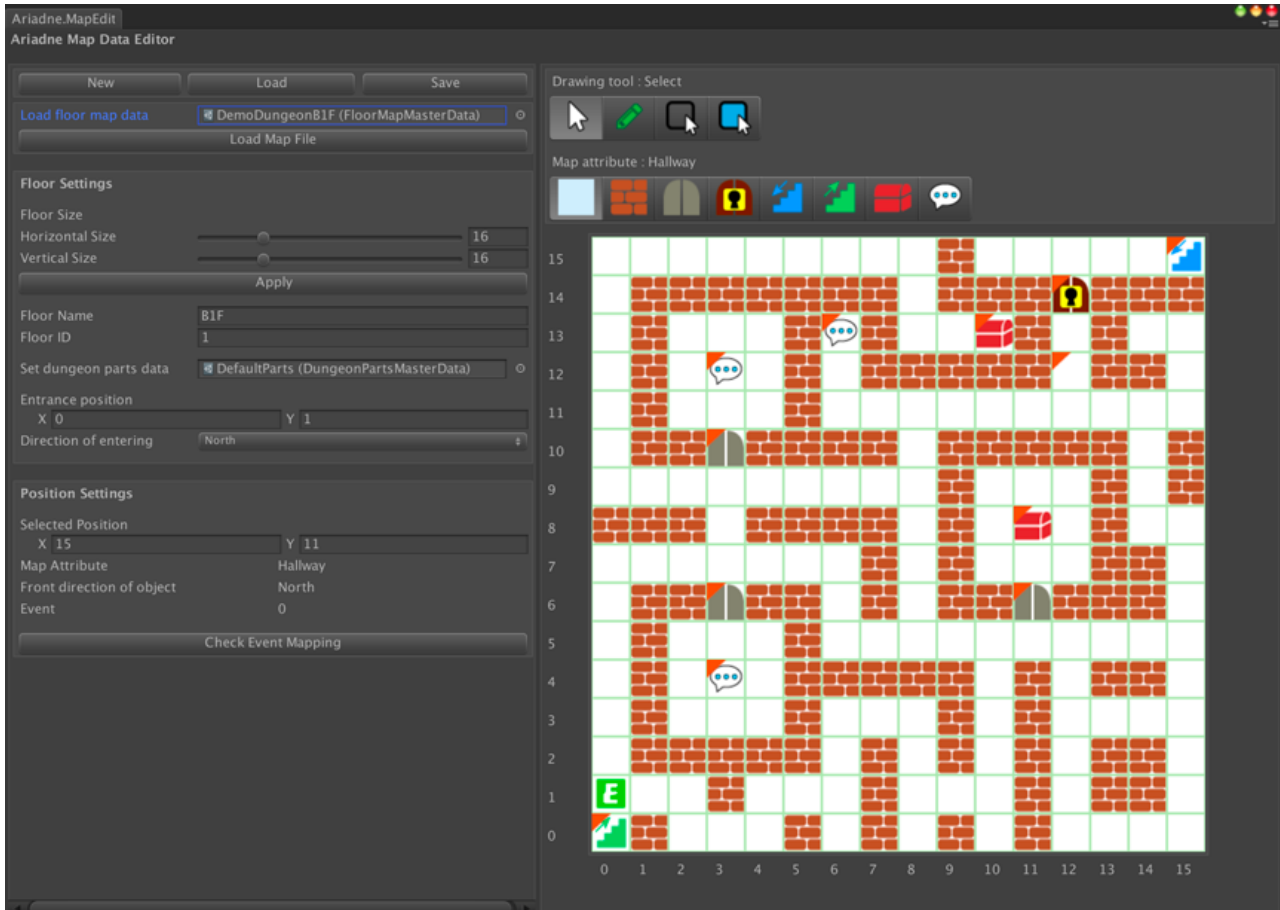 Ariadne.MapEdit
Ariadne Map Data Editor
New Load Save
Load floor map data DemoDungeonB1F (FloorMapMasterData)
Load Map File
Floor Settings
Floor Size
Horizontal Size 16
Vertical Size 16
Apply
Floor Name B1F
Floor ID 1
Set dungeon parts data DefaultParts (DungeonPartsMasterData)
Entrance position
X 0 Y 1
Direction of entering North
Position Settings
Selected Position
X 15 Y 11
Map Attribute Hallway
Front direction of object North
Event 0
Check Event Mapping
Drawing tool : Select
Map attribute : Hallway
15
14
13
12
11
10
9
8
7
6
5
4
3
2
1 E
0
0 1 2 3 4 5 6 7 8 9 10 11 12 13 14 15